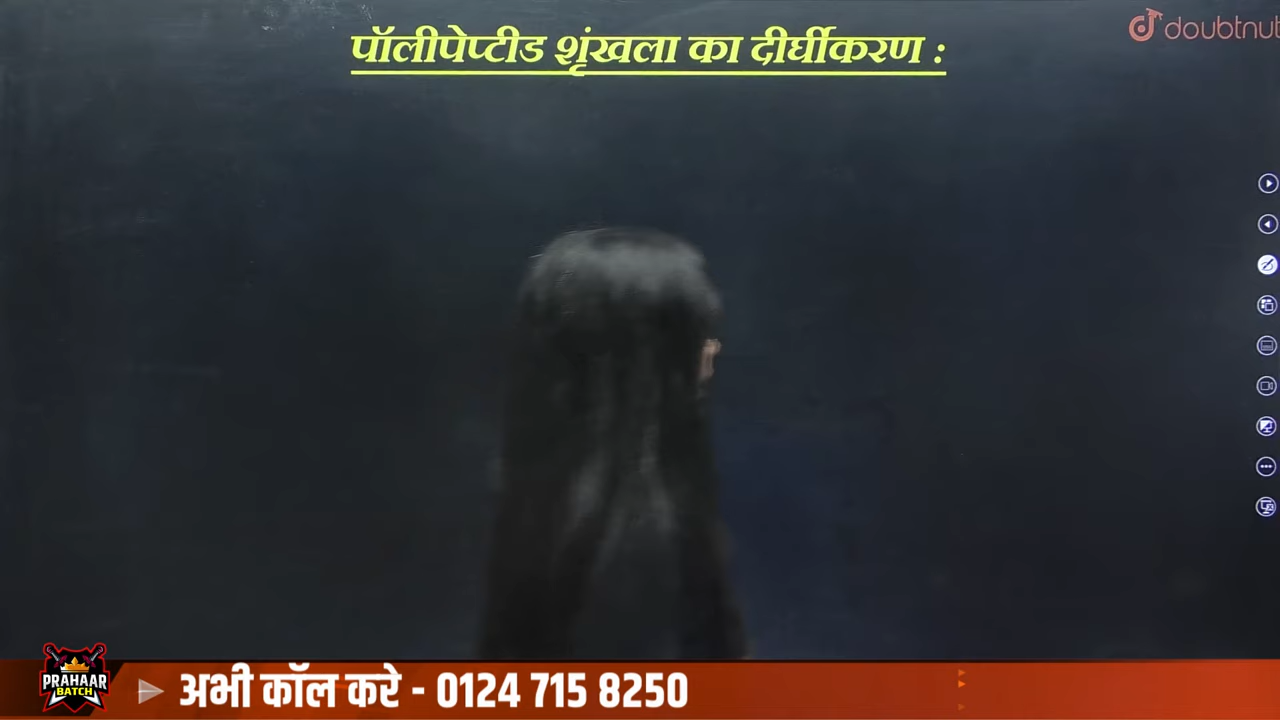 पॉलीपेप्टीड शृंखला का दीर्घीकरण :
doubtnut
PRAHAAR
BATCH
अभी कॉल करे - 0124 715 8250